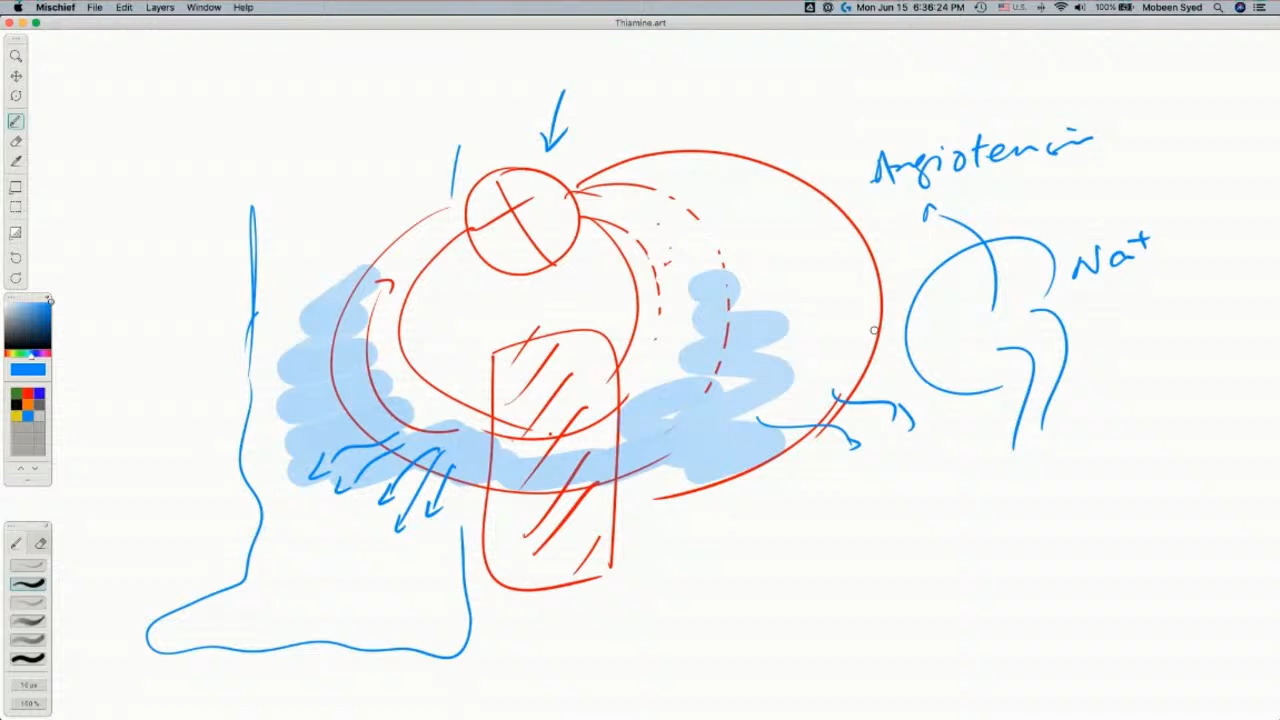 Mischief File Edit Layers Window Help
U.S. 100% Mon Jun 15 6:36:24 PM Mobeen Syed
Thiamine.art
Angiotensin
Na+
100%